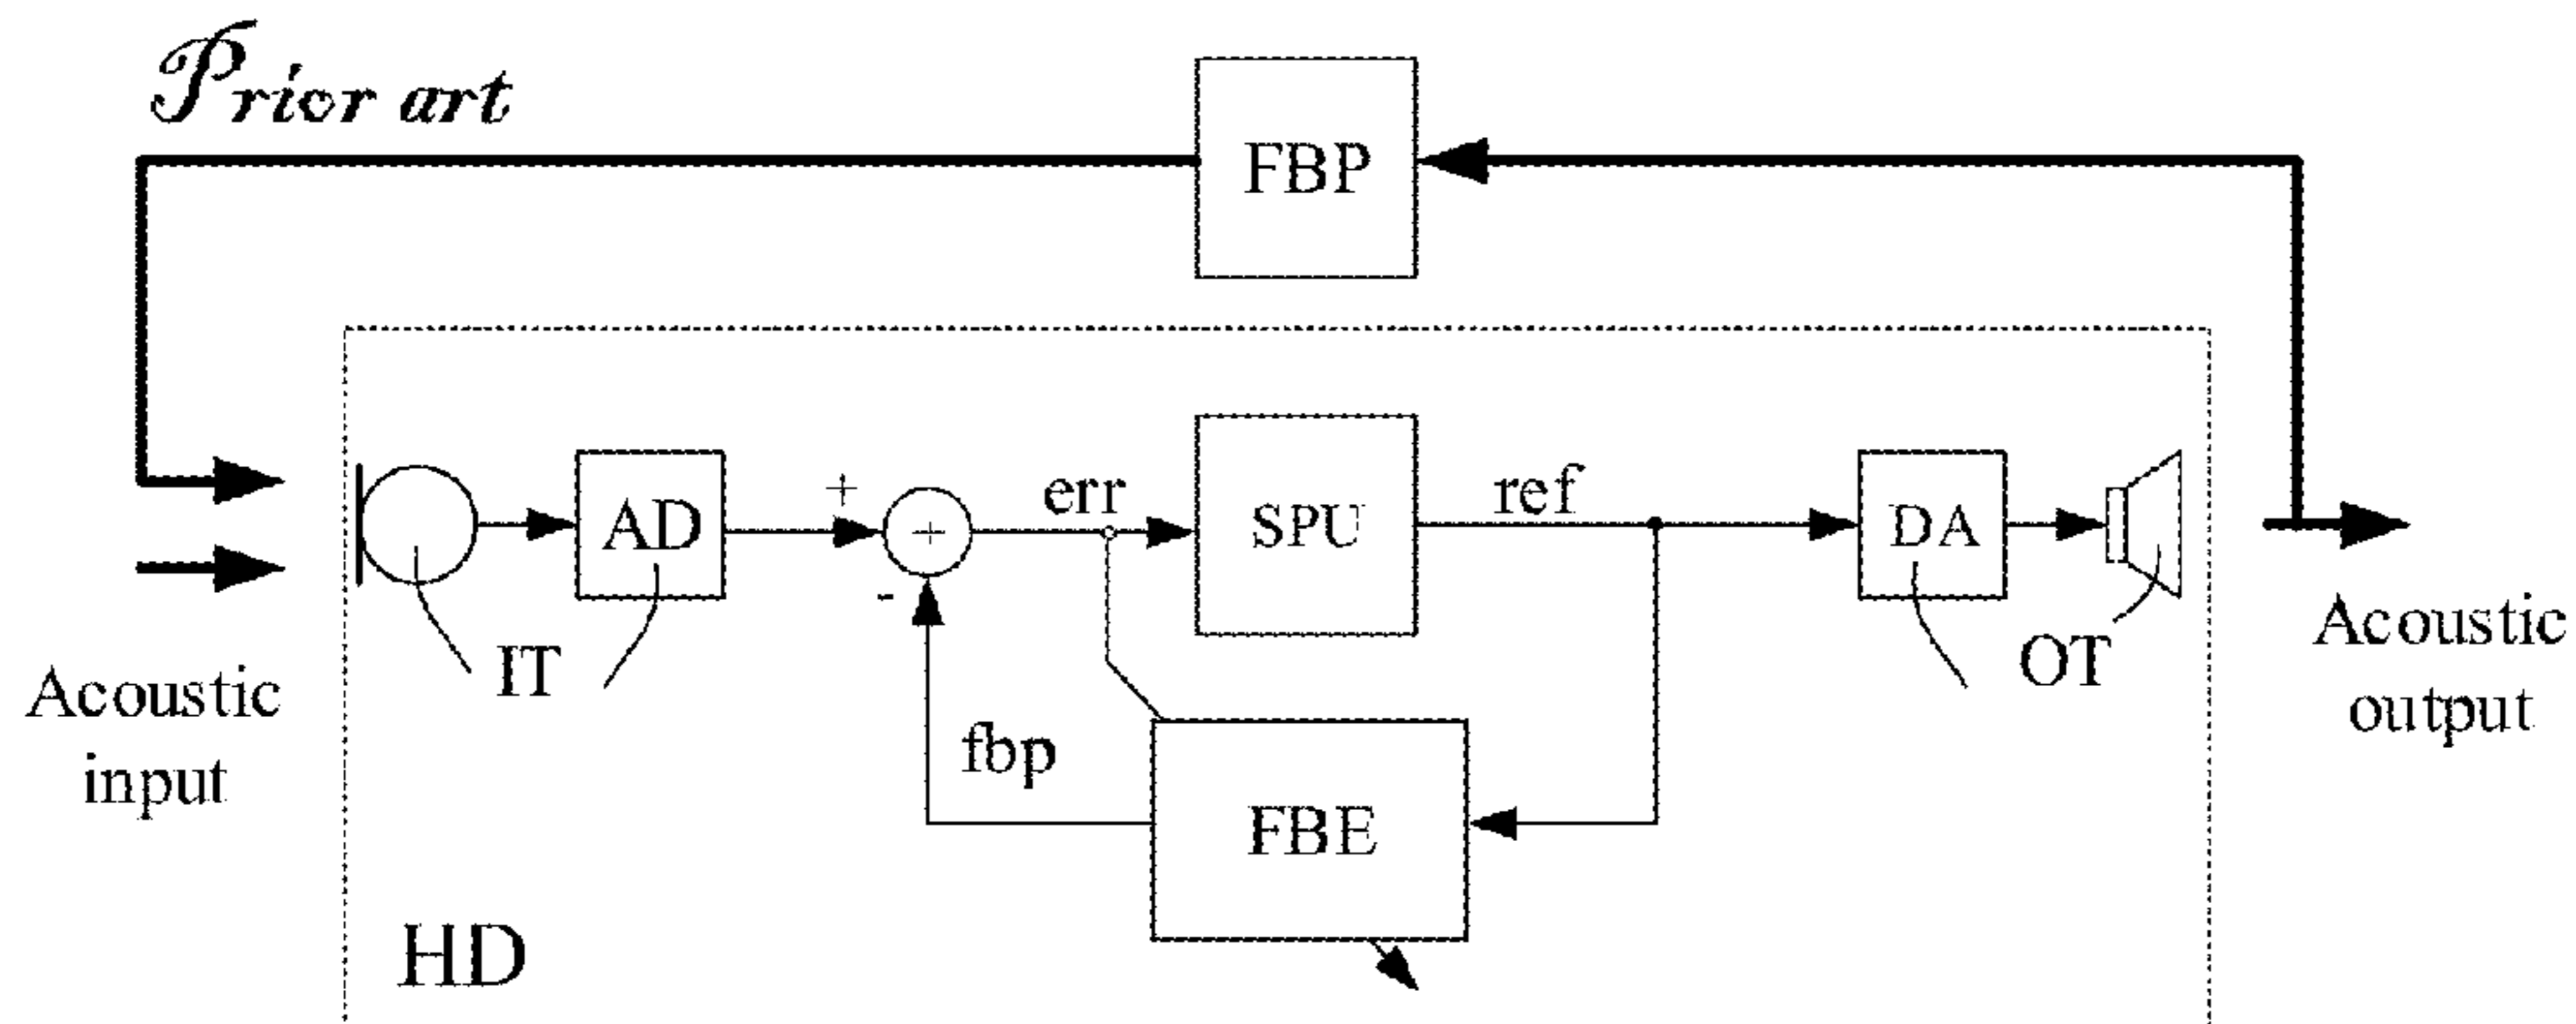 Prior art
FBP
+
err
ref
AD
+
SPU
DA
-
IT
OT
Acoustic
input
Acoustic
output
fbp
FBE
HD